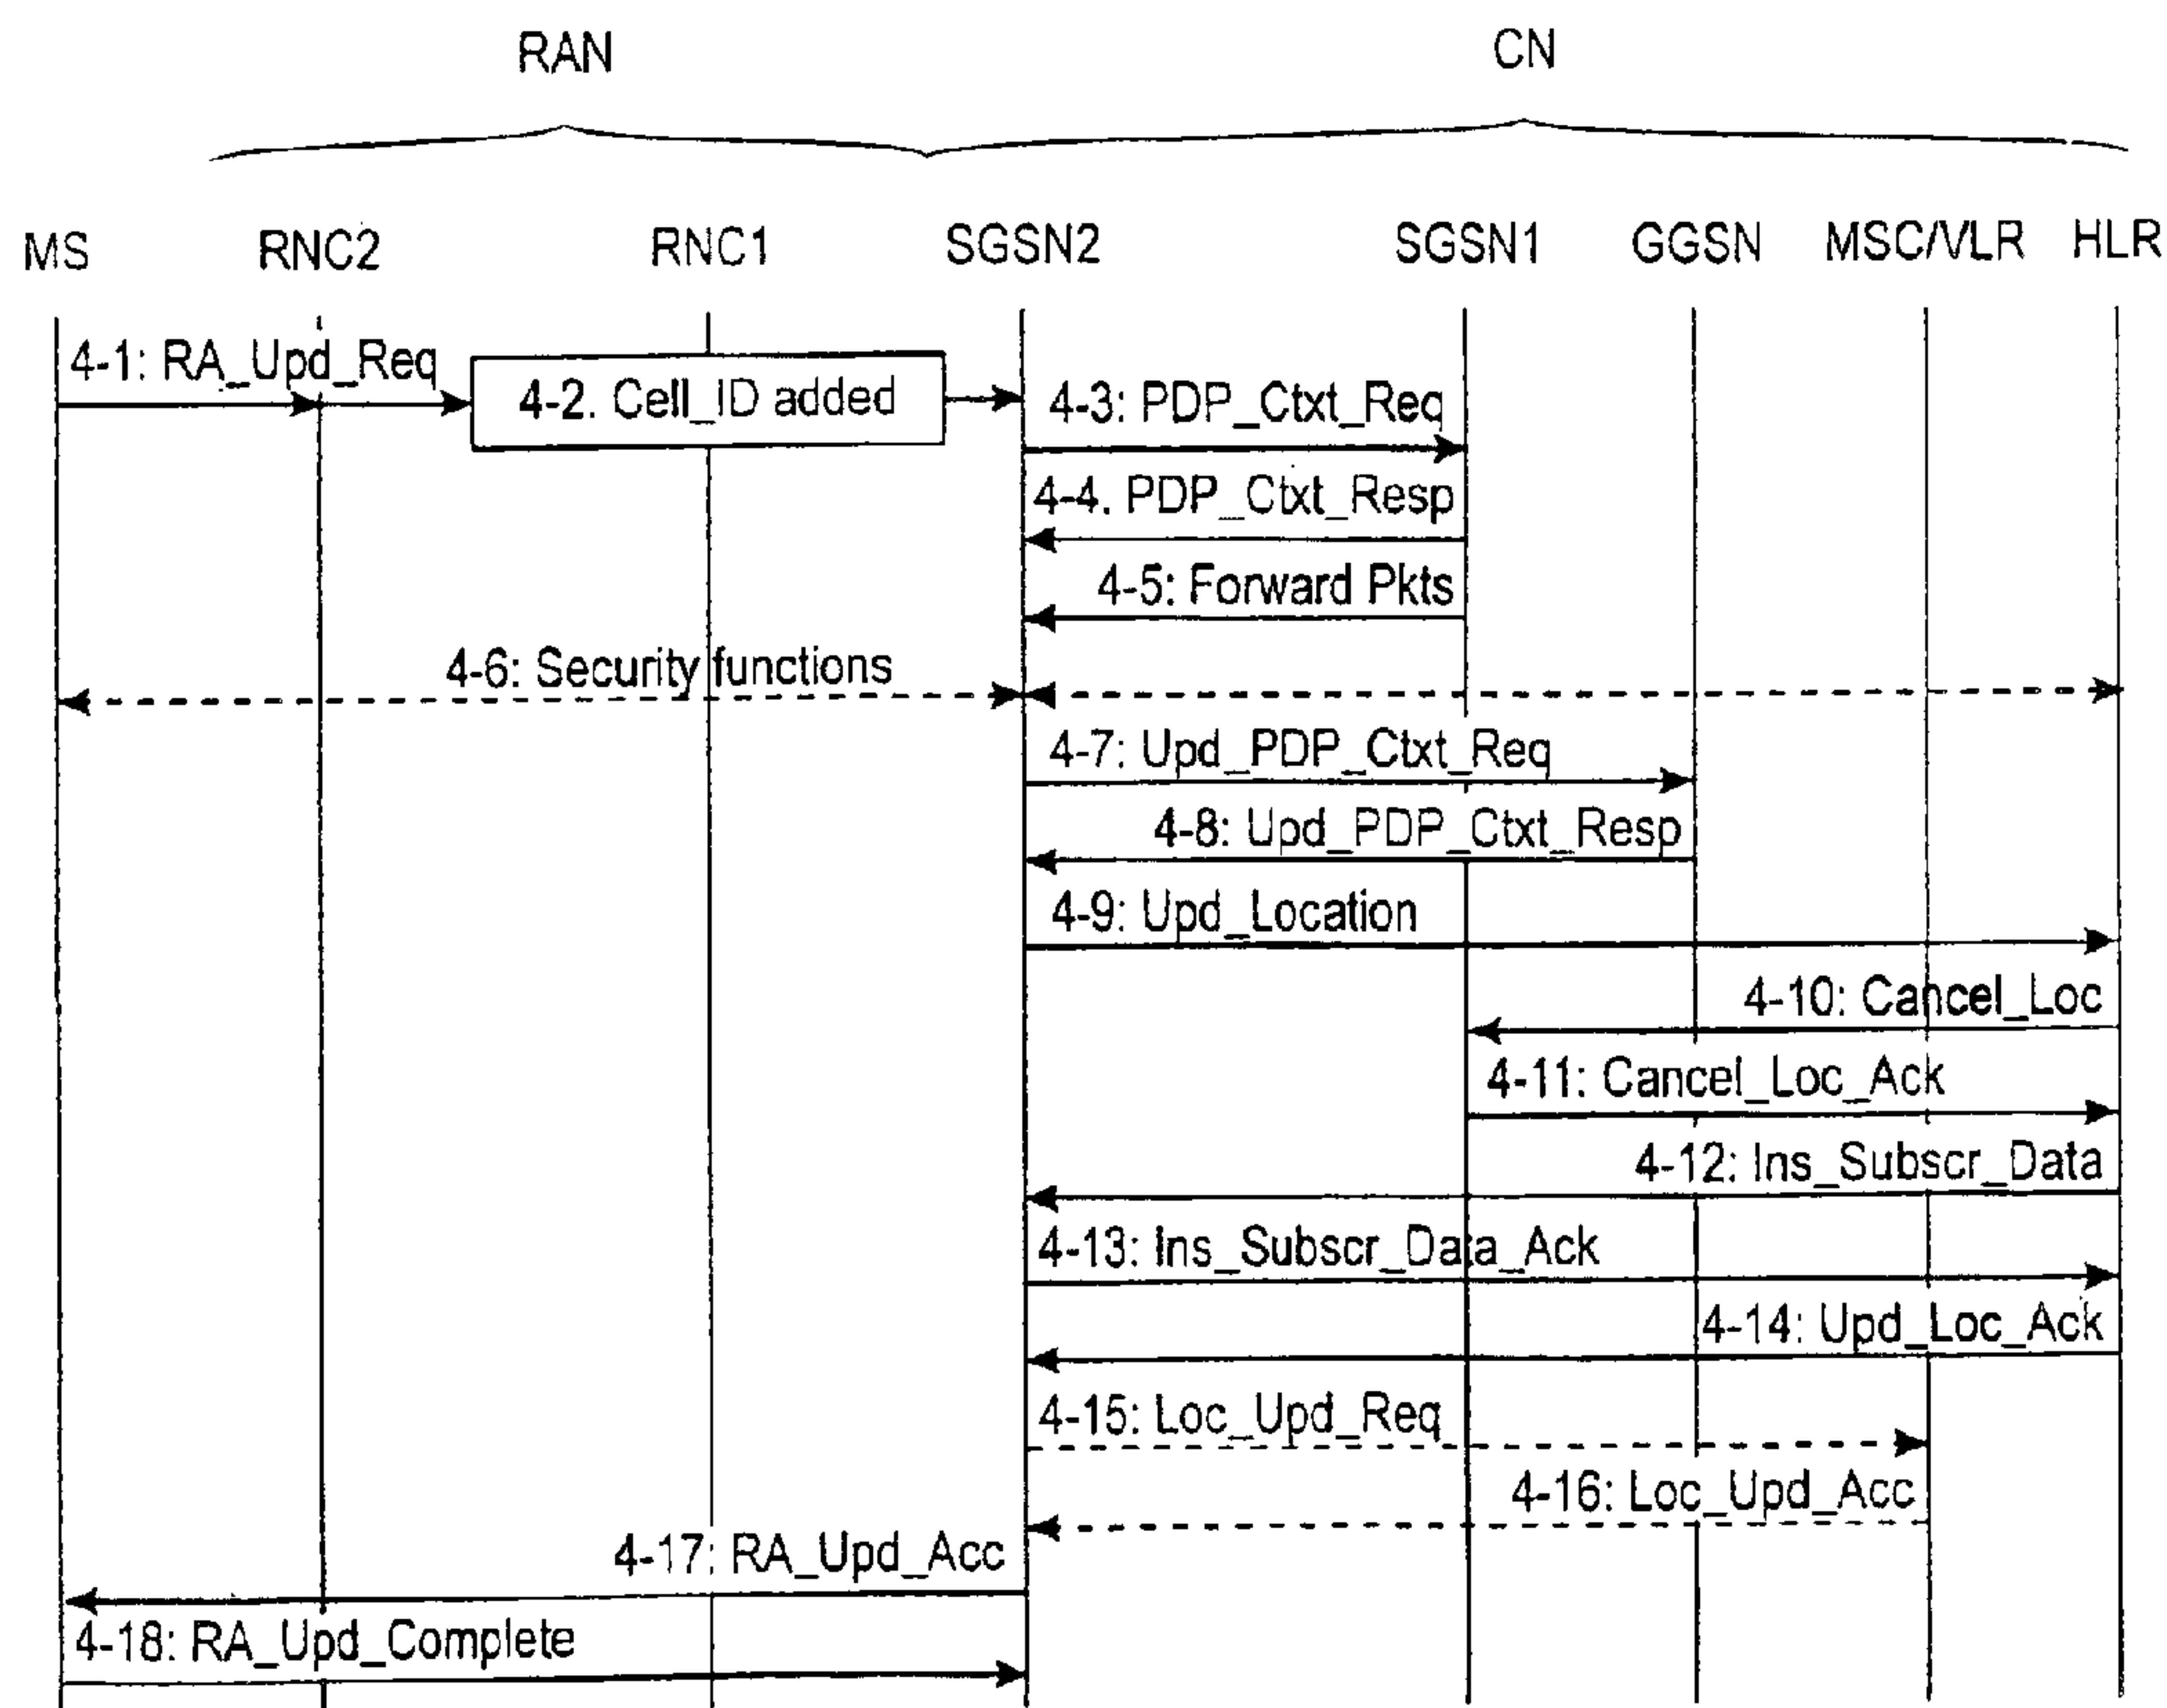 RAN CN
MS RNC2 RNC1 SGSN2 SGSN1 GGSN MSC/VLR HLR
4-1: RA_Upd_Req
4-2. Cell_ID added
4-3: PDP_Ctxt_Req
4-4. PDP_Ctxt_Resp
4-5: Forward Pkts
4-6: Security functions
4-7: Upd_PDP_Ctxt_Req
4-8: Upd_PDP_Ctxt_Resp
4-9: Upd_Location
4-10: Cancel_Loc
4-11: Cancel_Loc_Ack
4-12: Ins_Subscr_Data
4-13: Ins_Subscr_Data_Ack
4-14: Upd_Loc_Ack
4-15: Loc_Upd_Req
4-16: Loc_Upd_Acc
4-17: RA_Upd_Acc
4-18: RA_Upd_Complete